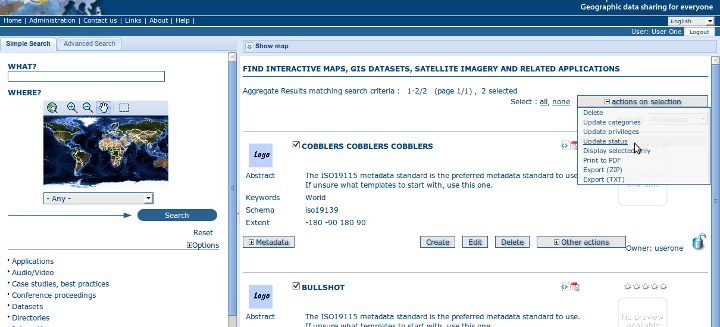 Geographic data sharing for everyone
Home | Administration | Contact us | Links | About | Help |
English
User: User One Logout
Simple Search Advanced Search
Show map
WHAT?
WHERE?
- Any -
Search
Reset
Options
Applications
Audio/Video
Case studies, best practices
Conference proceedings
Datasets
Directories
FIND INTERACTIVE MAPS, GIS DATASETS, SATELLITE IMAGERY AND RELATED APPLICATIONS
Aggregate Results matching search criteria : 1-2/2 (page 1/1) , 2 selected
Select : all, none
actions on selection
Delete
Update categories
Update privileges
Update status
Display selected only
Print to PDF
Export (ZIP)
Export (TXT)
Logo
COBBLERS COBBLERS COBBLERS
Abstract The ISO19115 metadata standard is the preferred metadata standard to use.
If unsure what templates to start with, use this one.
Keywords World
Schema iso19139
Extent -180 -90 180 90
available
Metadata Create Edit Delete Other actions
Owner: userone
Logo
BULLSHOT
Abstract The ISO19115 metadata standard is the preferred metadata standard to use.
If unsure what templates to start with, use this one.
No preview
available